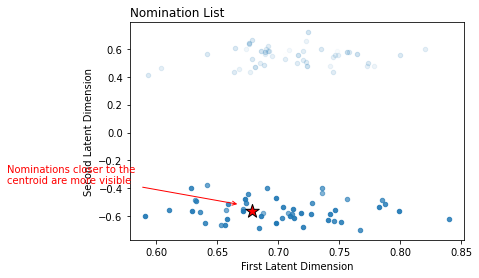 Nomination List
Second Latent Dimension
0.6
0.4
0.2
0.0
−0.2
−0.4
−0.6
Nominations closer to the
centroid are more visible
0.60
0.65
0.70
0.75
0.80
0.85
First Latent Dimension